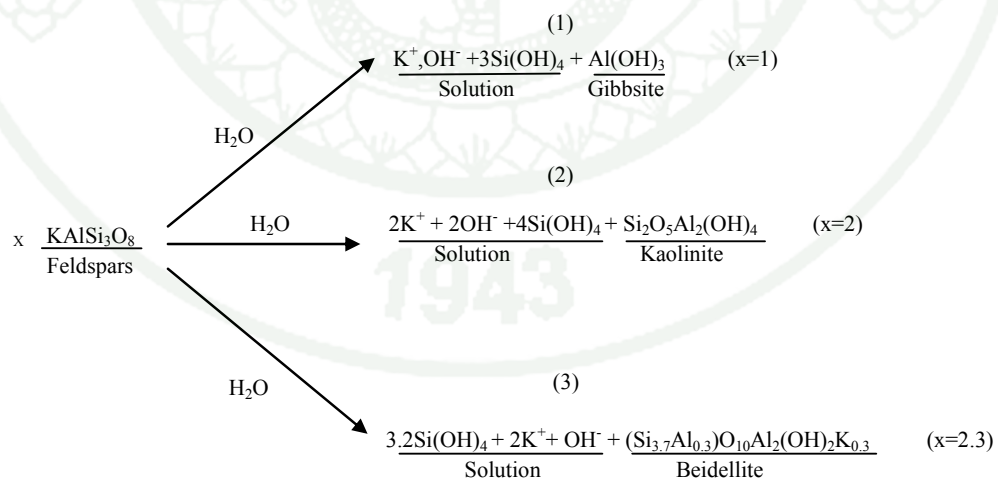 (1)
K⁺,OH⁻ +3Si(OH)₄ + Al(OH)₃ (x=1)
Solution Gibbsite
H₂O
(2)
x KAlSi₃O₈ H₂O 2K⁺ + 2OH⁻ +4Si(OH)₄ + Si₂O₅Al₂(OH)₄ (x=2)
Feldspars Solution Kaolinite
1943
H₂O
(3)
3.2Si(OH)₄ + 2K⁺+ OH⁻ + (Si₃.₇Al₀.₃)O₁₀Al₂(OH)₂K₀.₃ (x=2.3)
Solution Beidellite